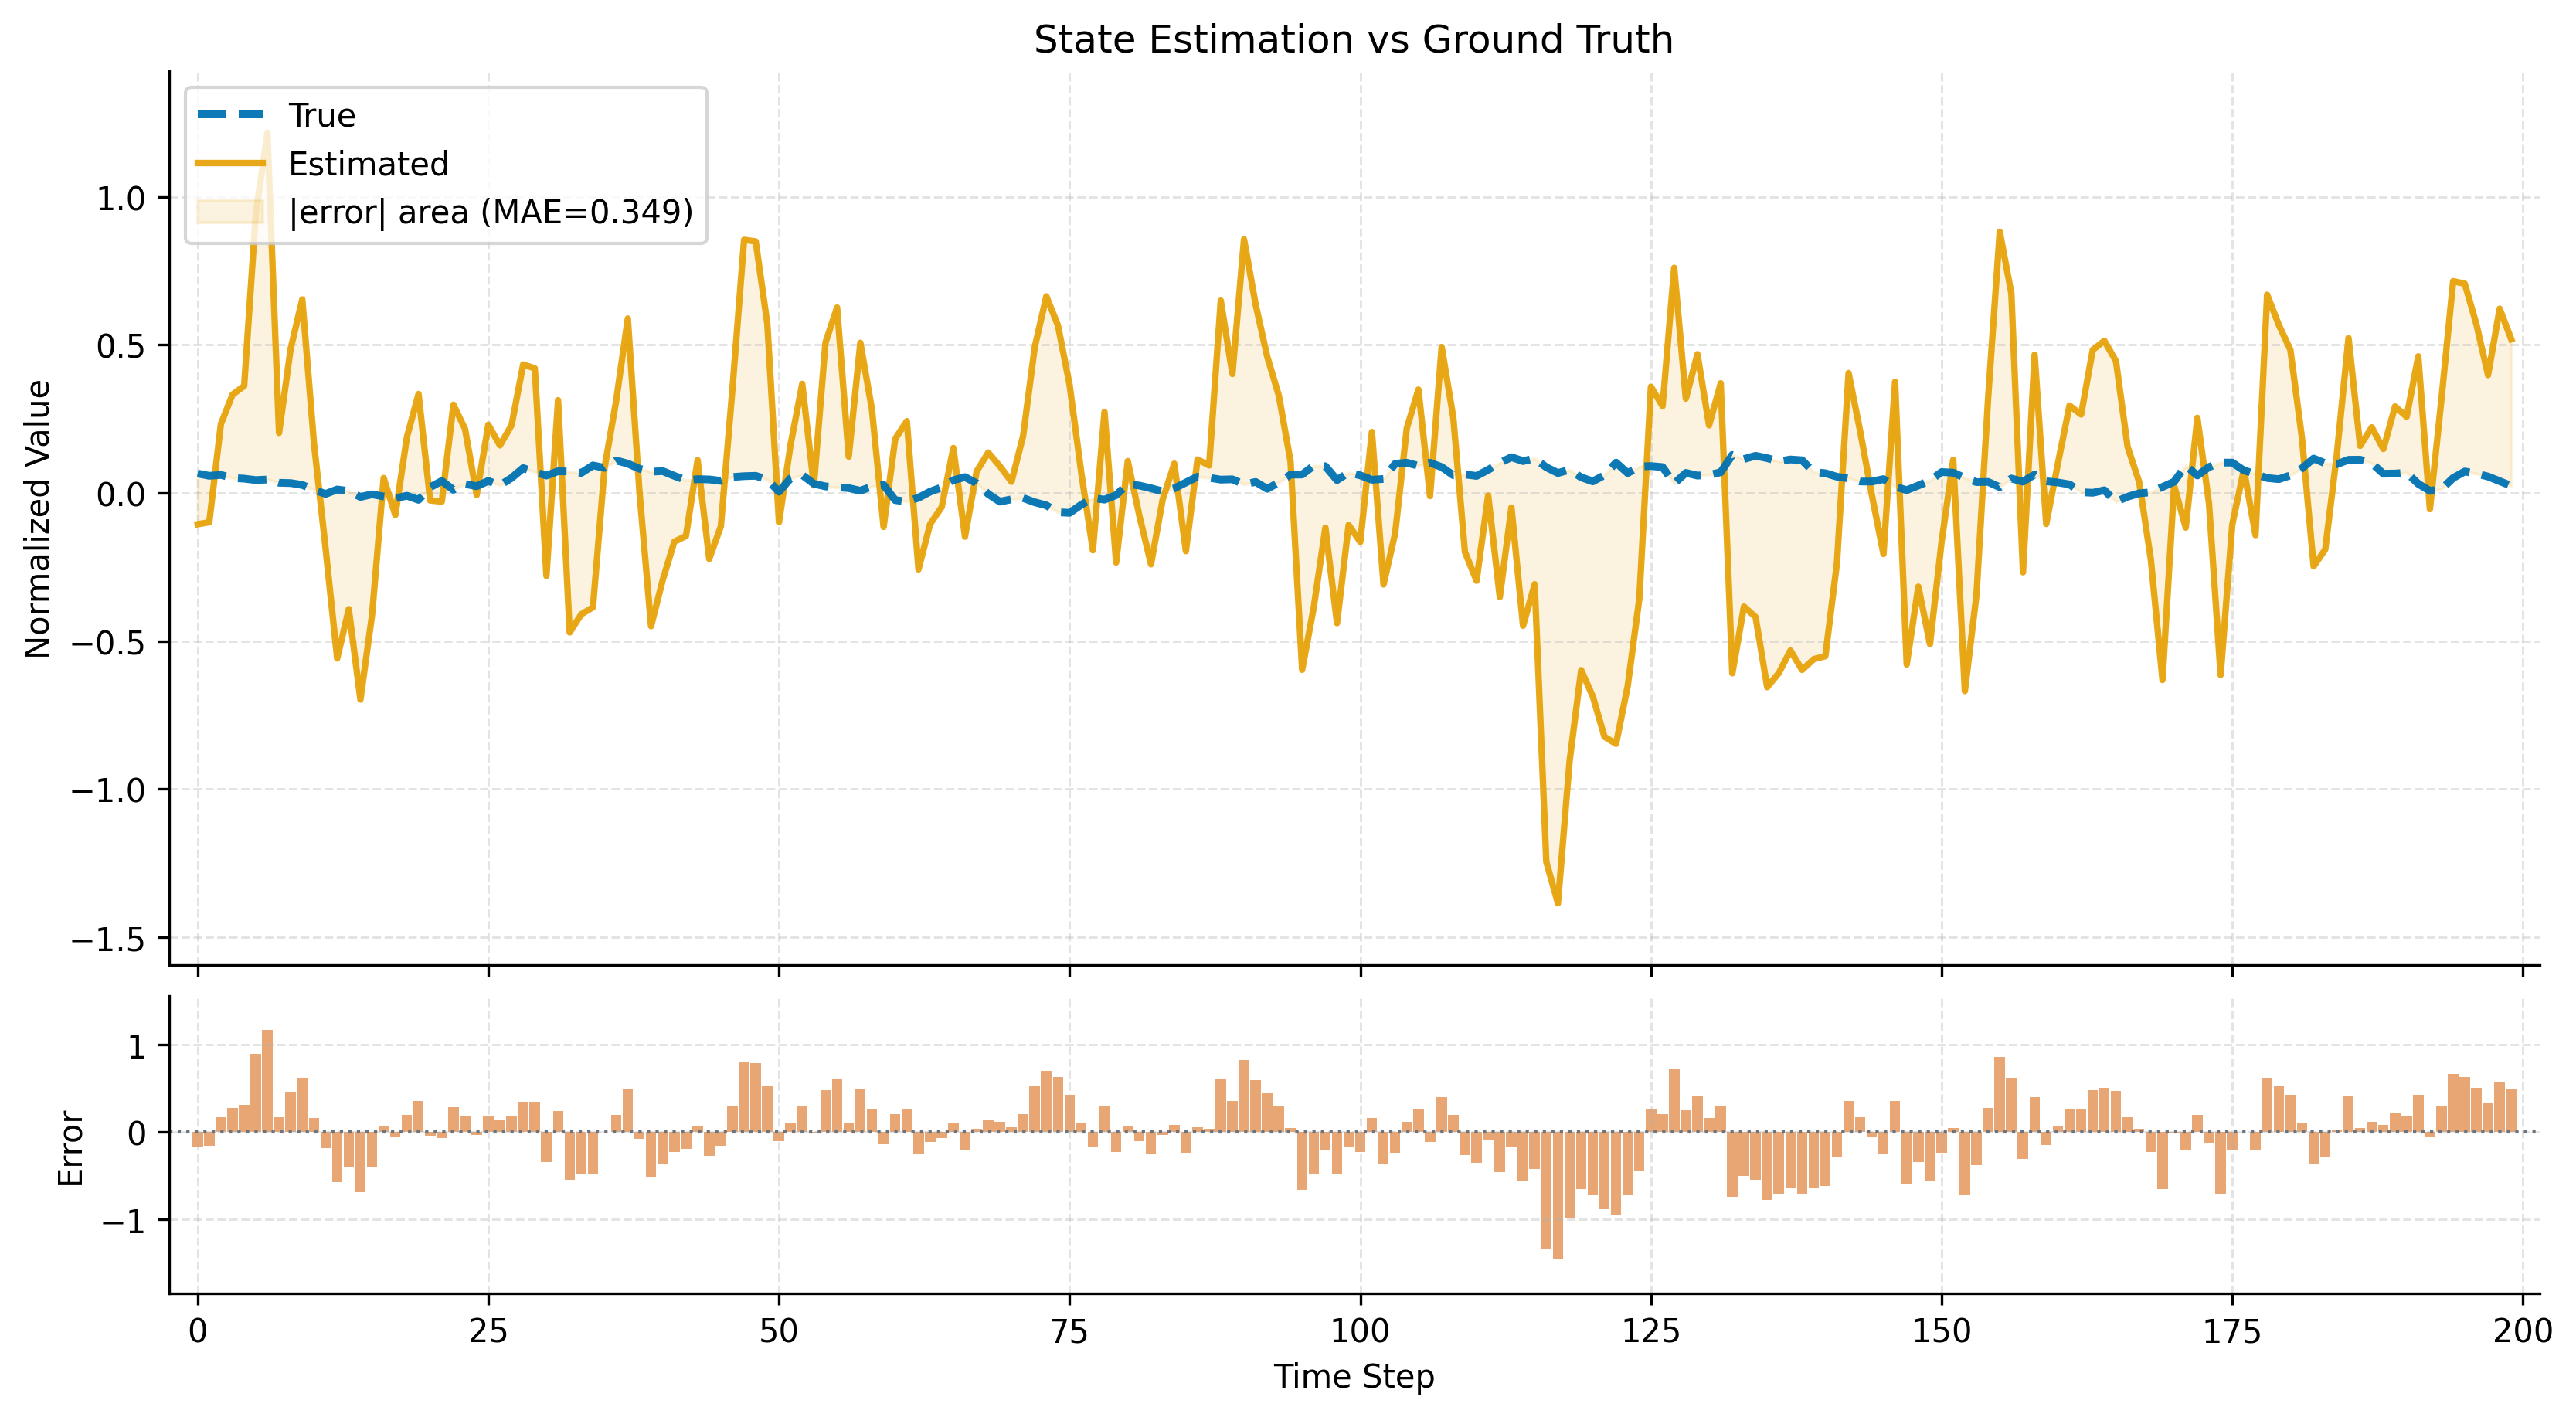 State Estimation vs Ground Truth
True
Estimated
|error| area (MAE=0.349)
Normalized Value
1.0
0.5
0.0
−0.5
−1.0
−1.5
Error
1
0
−1
0 25 50 75 100 125 150 175 200
Time Step